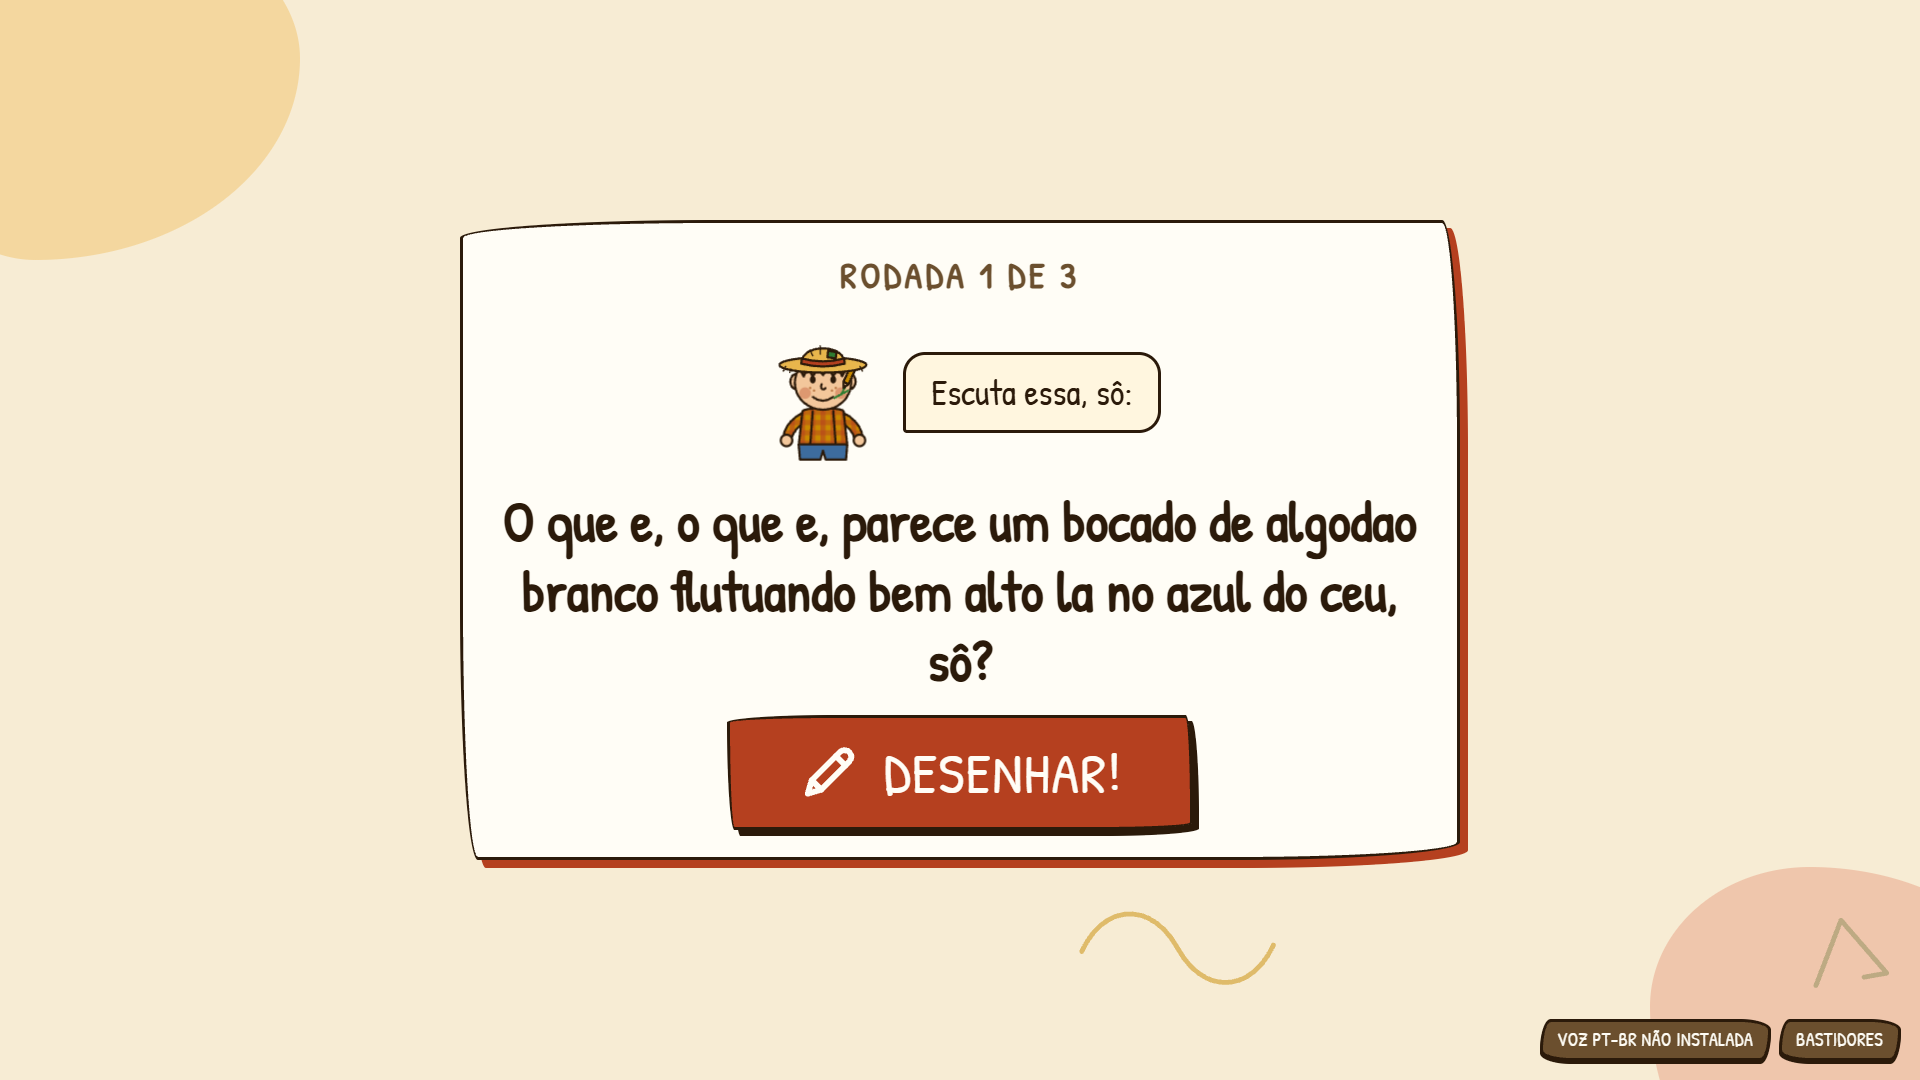 RODADA 1 DE 3
Escuta essa, sô:
O que e, o que e, parece um bocado de algodao
branco flutuando bem alto la no azul do ceu,
sô?
DESENHAR!
VOZ PT-BR NÃO INSTALADA
BASTIDORES